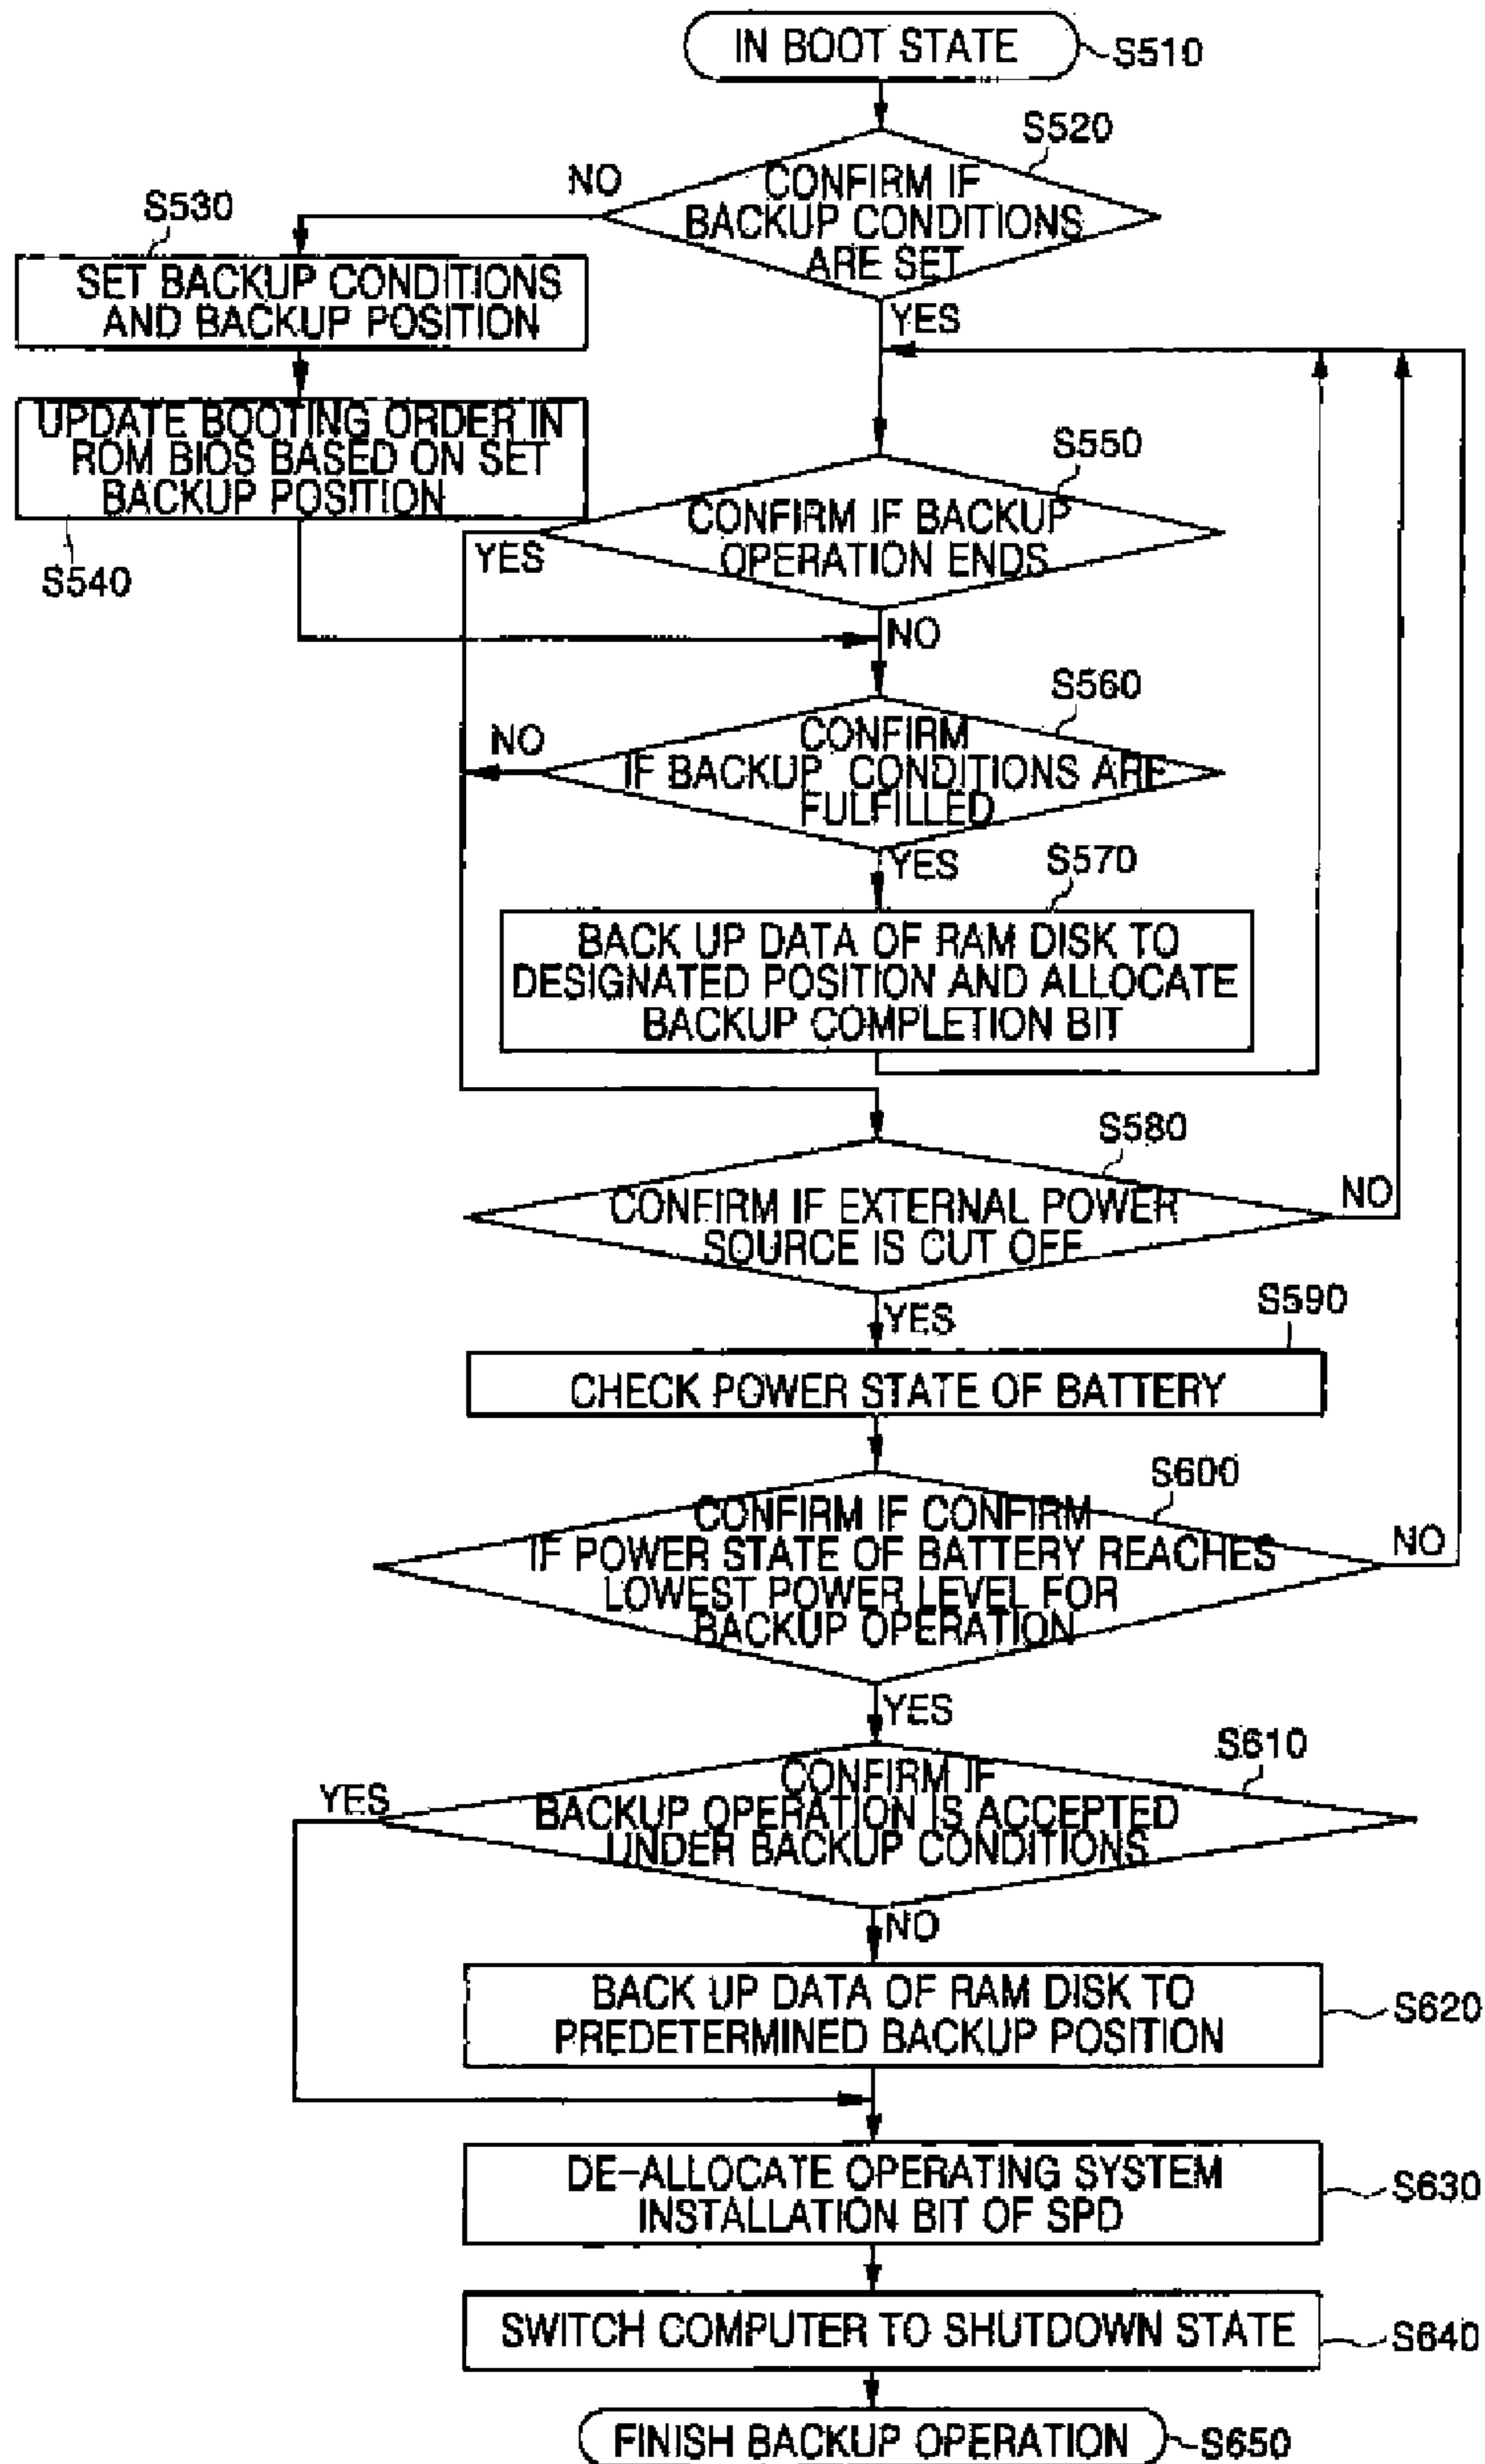 IN BOOT STATE
S510
S520
NO
CONFIRM IF
BACKUP CONDITIONS
ARE SET
S530
SET BACKUP CONDITIONS
AND BACKUP POSITION
YES
UPDATE BOOTING ORDER IN
ROM BIOS BASED ON SET
BACKUP POSITION
S540
S550
CONFIRM IF BACKUP
OPERATION ENDS
YES
NO
S560
NO
CONFIRM
IF BACKUP CONDITIONS ARE
FULFILLED
YES
S570
BACK UP DATA OF RAM DISK TO
DESIGNATED POSITION AND ALLOCATE
BACKUP COMPLETION BIT
S580
CONFIRM IF EXTERNAL POWER
SOURCE IS CUT OFF
NO
YES
S590
CHECK POWER STATE OF BATTERY
S600
CONFIRM IF CONFIRM
IF POWER STATE OF BATTERY REACHES
LOWEST POWER LEVEL FOR
BACKUP OPERATION
NO
YES
S610
YES
CONFIRM IF
BACKUP OPERATION IS ACCEPTED
UNDER BACKUP CONDITIONS
NO
BACK UP DATA OF RAM DISK TO
PREDETERMINED BACKUP POSITION
S620
DE-ALLOCATE OPERATING SYSTEM
INSTALLATION BIT OF SPD
S630
SWITCH COMPUTER TO SHUTDOWN STATE
S640
FINISH BACKUP OPERATION
S650